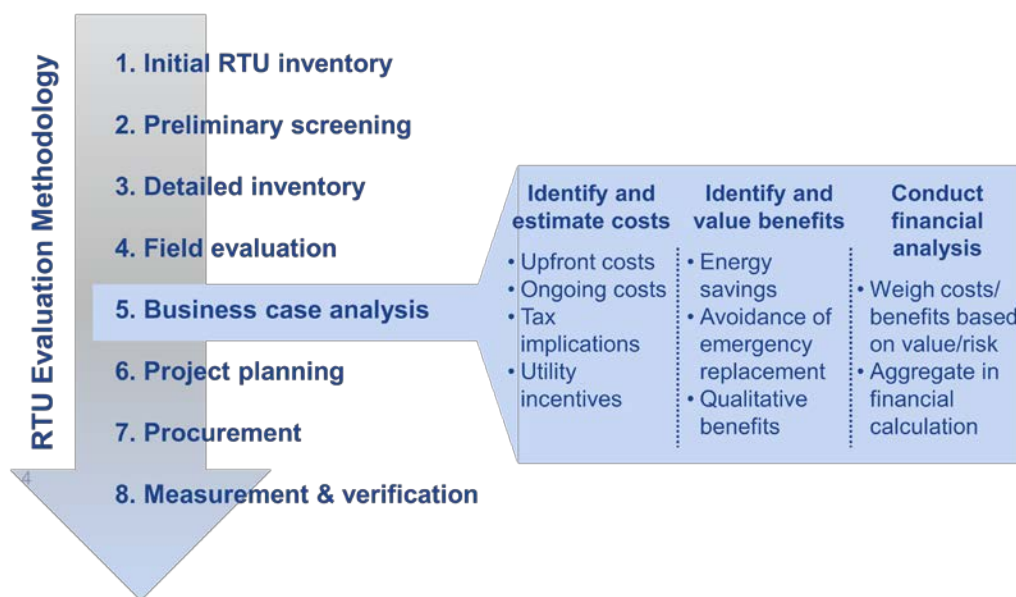 RTU Evaluation Methodology
1. Initial RTU inventory
2. Preliminary screening
3. Detailed inventory
4. Field evaluation
5. Business case analysis
6. Project planning
7. Procurement
8. Measurement & verification
4
Identify and
estimate costs
• Upfront costs
• Ongoing costs
• Tax
implications
• Utility
incentives
Identify and
value benefits
• Energy
savings
• Avoidance of
emergency
replacement
• Qualitative
benefits
Conduct
financial
analysis
• Weigh costs/
benefits based
on value/risk
• Aggregate in
financial
calculation